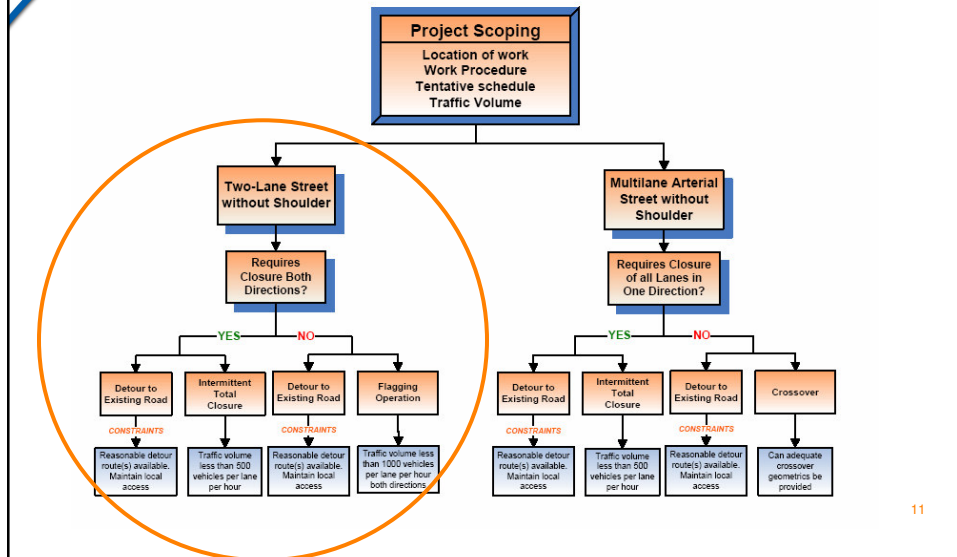 Project Scoping
Location of work
Work Procedure
Tentative schedule
Traffic Volume
Two-Lane Street
without Shoulder
Multilane Arterial
Street without
Shoulder
Requires
Closure Both
Directions?
Requires Closure
of all Lanes in
One Direction?
YES
NO
YES
NO
Detour to
Existing Road
Intermittent
Total
Closure
Detour to
Existing Road
Flagging
Operation
Detour to
Existing Road
Intermittent
Total
Closure
Detour to
Existing Road
Crossover
CONSTRAINTS
CONSTRAINTS
CONSTRAINTS
CONSTRAINTS
Reasonable detour
route(s) available.
Maintain local
access
Traffic volume
less than 500
vehicles per lane
per hour
Reasonable detour
route(s) available.
Maintain local
access
Traffic volume less
than 1000 vehicles
per lane per hour
both directions
Reasonable detour
route(s) available.
Maintain local
access
Traffic volume
less than 500
vehicles per lane
per hour
Reasonable detour
route(s) available.
Maintain local
access
Can adequate
crossover
geometrics be
provided
11